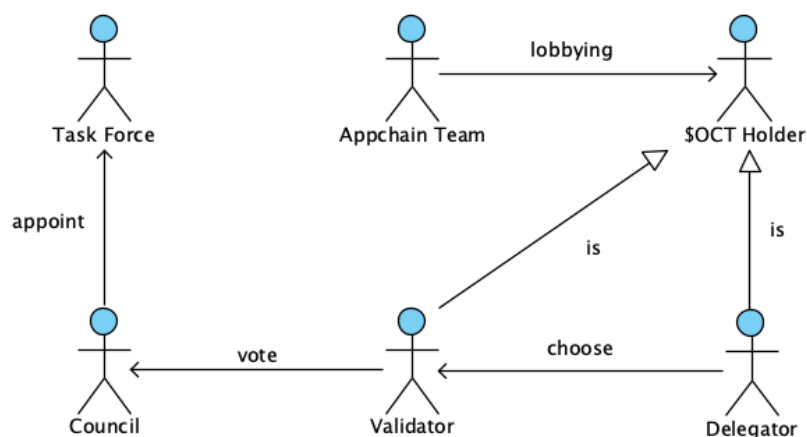 lobbying
Task Force
Appchain Team
$OCT Holder
appoint
is
is
vote
choose
Council
Validator
Delegator